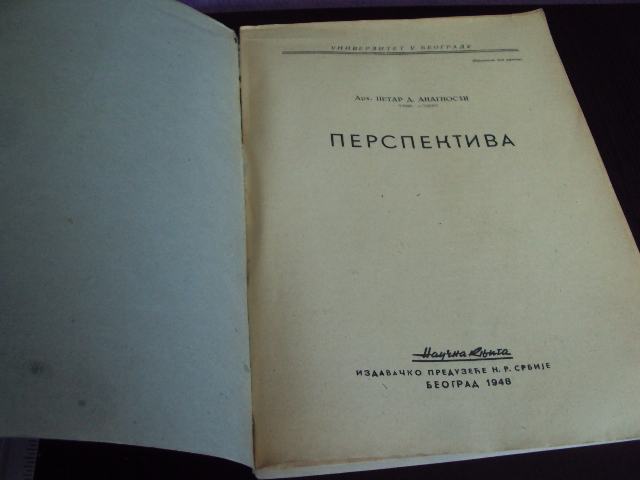 УНИВЕРЗИТЕТ У БЕОГРАДУ
Арх. ПЕТАР Д. АНАГНОСТИ
ПЕРСПЕКТИВА
Научна књига
ИЗДАВАЧКО ПРЕДУЗЕЋЕ Н. Р. СРБИЈЕ
БЕОГРАД 1948